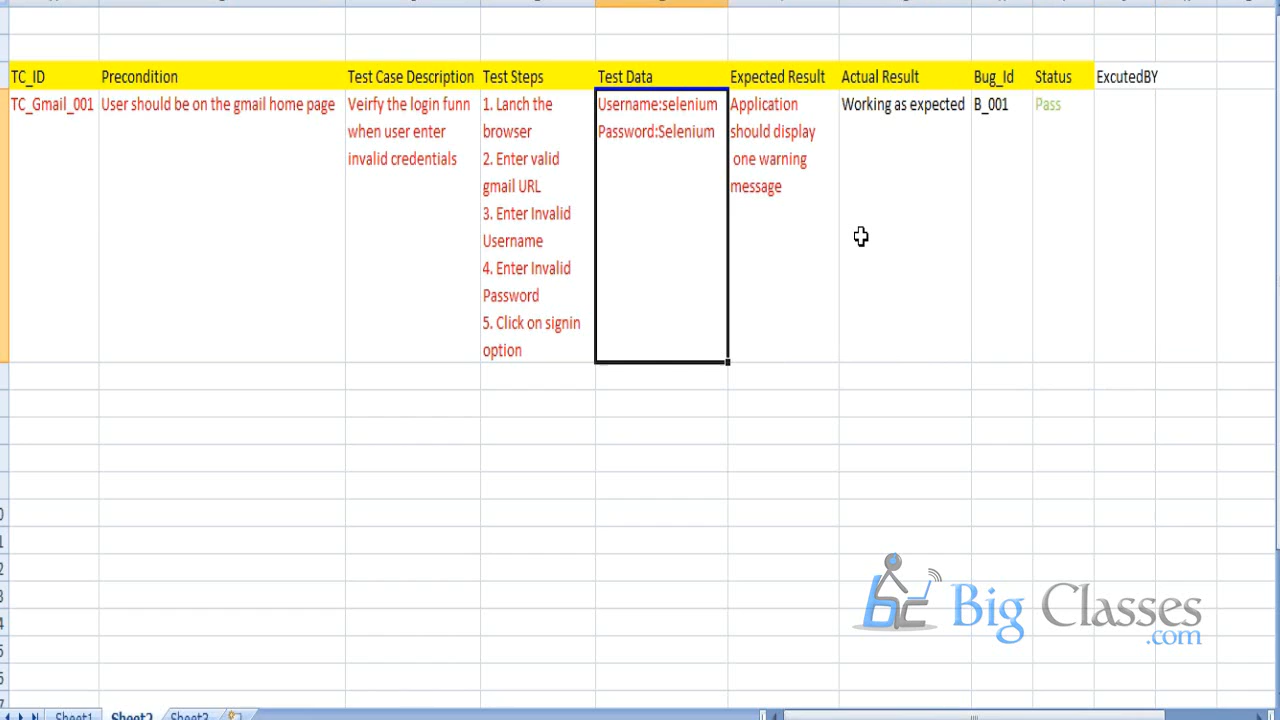 TC_ID Precondition Test Case Description Test Steps Test Data Expected Result Actual Result Bug_Id Status ExcutedBY
TC_Gmail_001
User should be on the gmail home page
Veirfy the login funn
when user enter
invalid credentials
1. Lanch the
browser
2. Enter valid
gmail URL
3. Enter Invalid
Username
4. Enter Invalid
Password
5. Click on signin
option
Username:selenium
Password:Selenium
Application
should display
one warning
message
Working as expected
B_001
Pass
Big Classes
.com
Sheet1 Sheet2 Sheet3